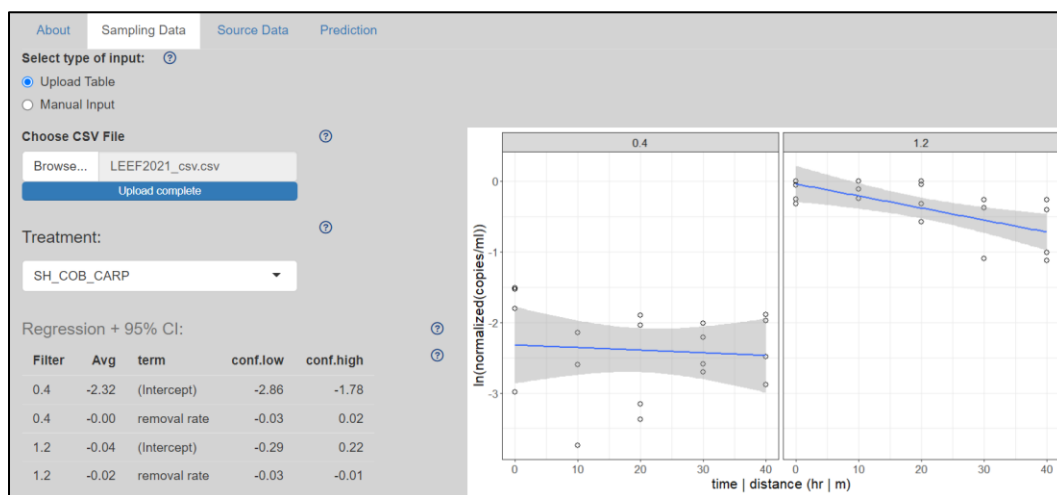 About Sampling Data Source Data Prediction
Select type of input: ?
Upload Table
Manual Input
Choose CSV File ?
Browse... LEEF2021_csv.csv
Upload complete
Treatment: ?
SH_COB_CARP
Regression + 95% CI: ?
Filter Avg term conf.low conf.high ?
0.4 -2.32 (Intercept) -2.86 -1.78
0.4 -0.00 removal rate -0.03 0.02
1.2 -0.04 (Intercept) -0.29 0.22
1.2 -0.02 removal rate -0.03 -0.01
0.4 1.2
ln(normalized(copies/ml))
0
-1
-2
-3
0 10 20 30 40 0 10 20 30 40
time | distance (hr | m)